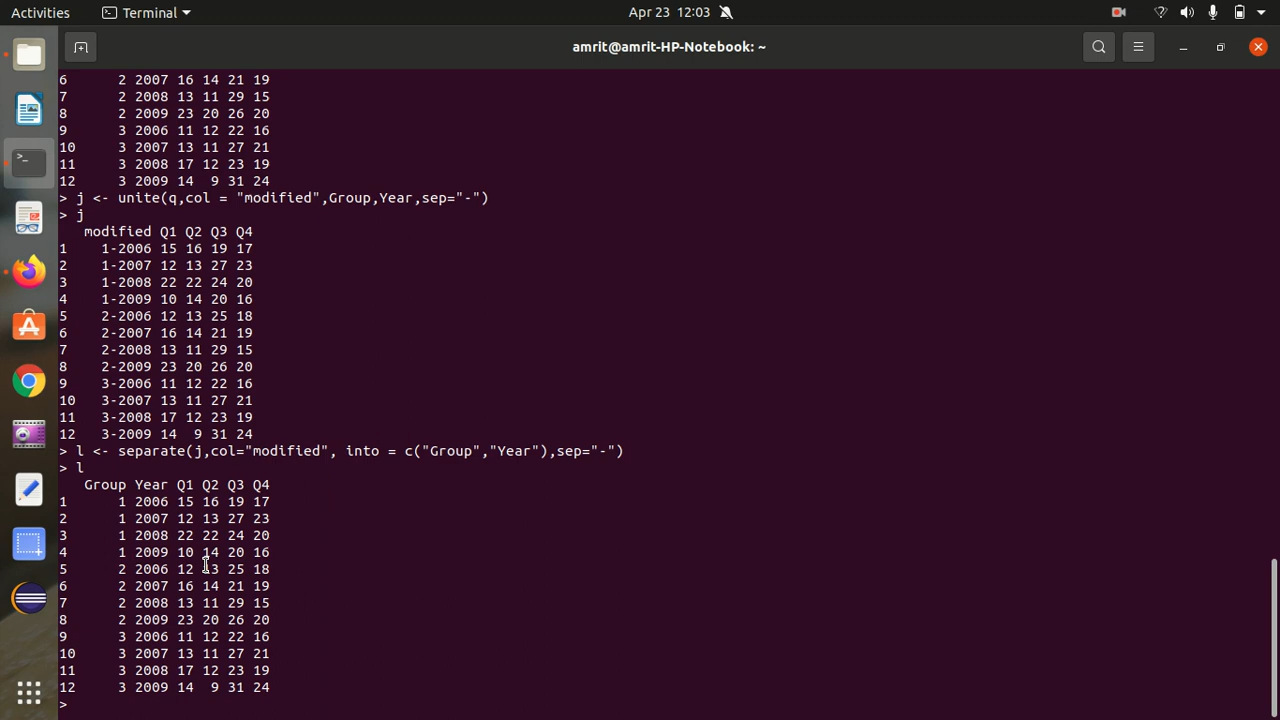 Activities Terminal Apr 23 12:03
amrit@amrit-HP-Notebook: ~
6 2 2007 16 14 21 19
7 2 2008 13 11 29 15
8 2 2009 23 20 26 20
9 3 2006 11 12 22 16
10 3 2007 13 11 27 21
11 3 2008 17 12 23 19
12 3 2009 14 9 31 24
> j <- unite(q,col = "modified",Group,Year,sep="-")
> j
modified Q1 Q2 Q3 Q4
1 1-2006 15 16 19 17
2 1-2007 12 13 27 23
3 1-2008 22 22 24 20
4 1-2009 10 14 20 16
5 2-2006 12 13 25 18
6 2-2007 16 14 21 19
7 2-2008 13 11 29 15
8 2-2009 23 20 26 20
9 3-2006 11 12 22 16
10 3-2007 13 11 27 21
11 3-2008 17 12 23 19
12 3-2009 14 9 31 24
> l <- separate(j,col="modified", into = c("Group","Year"),sep="-")
> l
Group Year Q1 Q2 Q3 Q4
1 1 2006 15 16 19 17
2 1 2007 12 13 27 23
3 1 2008 22 22 24 20
4 1 2009 10 14 20 16
5 2 2006 12 13 25 18
6 2 2007 16 14 21 19
7 2 2008 13 11 29 15
8 2 2009 23 20 26 20
9 3 2006 11 12 22 16
10 3 2007 13 11 27 21
11 3 2008 17 12 23 19
12 3 2009 14 9 31 24
>